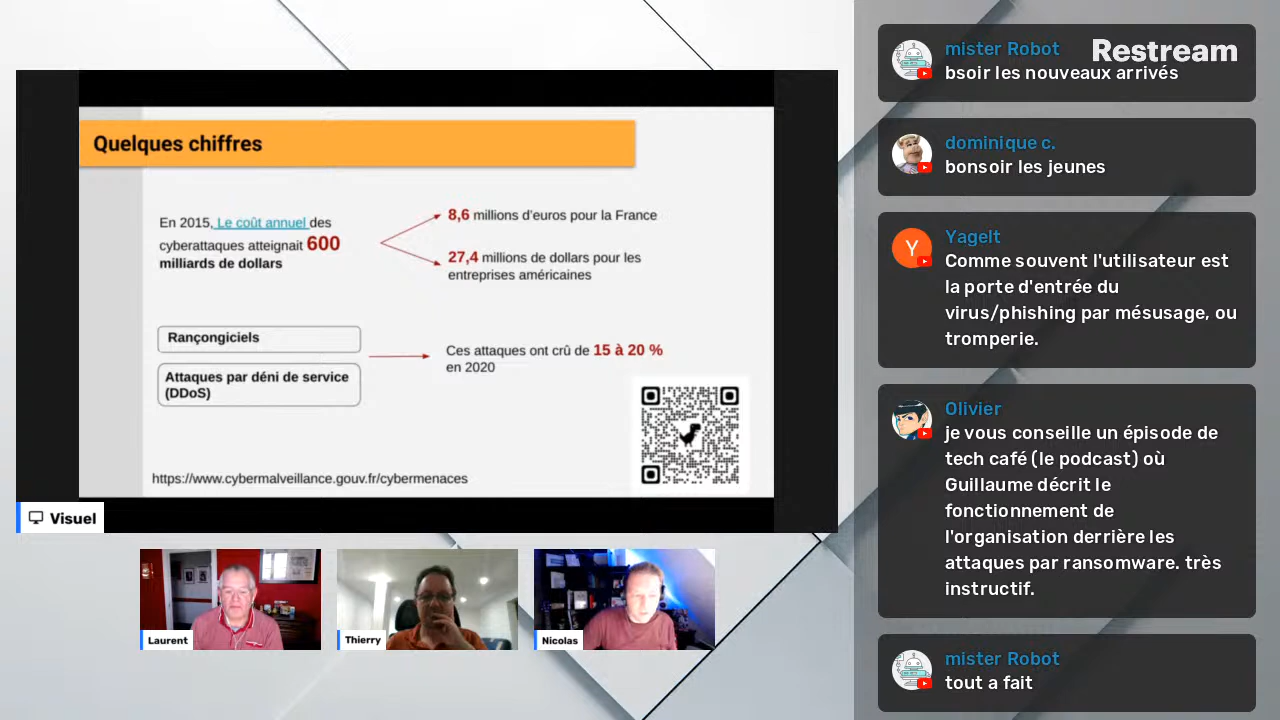 Quelques chiffres
En 2015, Le coût annuel des
cyberattaques atteignait 600
milliards de dollars
8,6 millions d'euros pour la France
27,4 millions de dollars pour les
entreprises américaines
Rançongiciels
Attaques par déni de service
(DDoS)
Ces attaques ont crû de 15 à 20 %
en 2020
https://www.cybermalveillance.gouv.fr/cybermenaces
Visuel
Laurent
Thierry
Nicolas
Restream
mister Robot
bsoir les nouveaux arrivés
dominique c.
bonsoir les jeunes
Y
YageIt
Comme souvent l'utilisateur est
la porte d'entrée du
virus/phishing par mésusage, ou
tromperie.
Olivier
je vous conseille un épisode de
tech café (le podcast) où
Guillaume décrit le
fonctionnement de
l'organisation derrière les
attaques par ransomware. très
instructif.
mister Robot
tout a fait